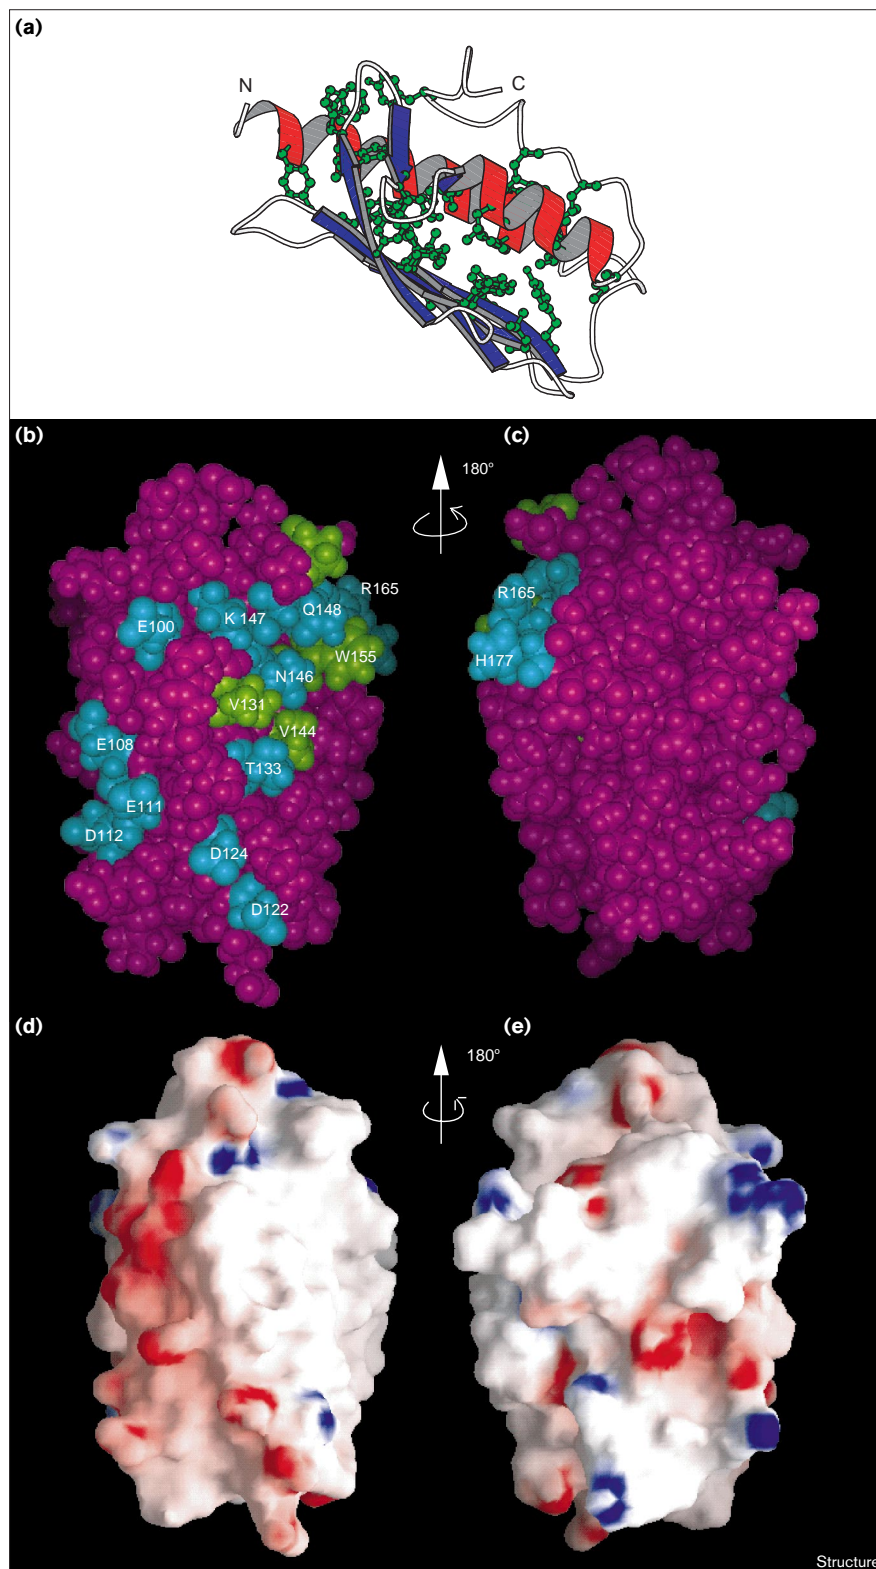 (a)
N
C
(b)
(c)
180°
R165
E100
K 147
Q148
W155
N146
V131
V144
E108
T133
E111
D112
D124
D122
R165
H177
(d)
(e)
180°
Structure